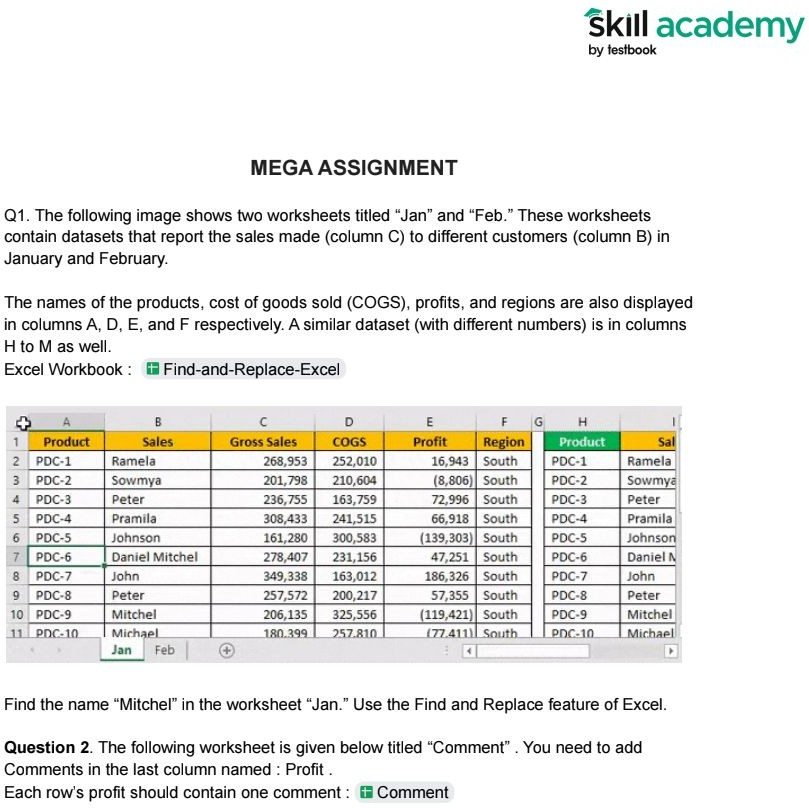 skill academy
by testbook
MEGA ASSIGNMENT
Q1. The following image shows two worksheets titled “Jan” and “Feb.” These worksheets
contain datasets that report the sales made (column C) to different customers (column B) in
January and February.
The names of the products, cost of goods sold (COGS), profits, and regions are also displayed
in columns A, D, E, and F respectively. A similar dataset (with different numbers) is in columns
H to M as well.
Excel Workbook : Find-and-Replace-Excel
A B C D E F G H I
1 Product Sales Gross Sales COGS Profit Region Product Sal
2 PDC-1 Ramela 268,953 252,010 16,943 South PDC-1 Ramela
3 PDC-2 Sowmya 201,798 210,604 (8,806) South PDC-2 Sowmya
4 PDC-3 Peter 236,755 163,759 72,996 South PDC-3 Peter
5 PDC-4 Pramila 308,433 241,515 66,918 South PDC-4 Pramila
6 PDC-5 Johnson 161,280 300,583 (139,303) South PDC-5 Johnson
7 PDC-6 Daniel Mitchel 278,407 231,156 47,251 South PDC-6 Daniel M
8 PDC-7 John 349,338 163,012 186,326 South PDC-7 John
9 PDC-8 Peter 257,572 200,217 57,355 South PDC-8 Peter
10 PDC-9 Mitchel 206,135 325,556 (119,421) South PDC-9 Mitchel
11 PDC-10 Michael 180,399 257,810 (77,411) South PDC-10 Michael
Jan Feb
Find the name “Mitchel” in the worksheet “Jan.” Use the Find and Replace feature of Excel.
Question 2. The following worksheet is given below titled “Comment” . You need to add
Comments in the last column named : Profit .
Each row's profit should contain one comment : Comment